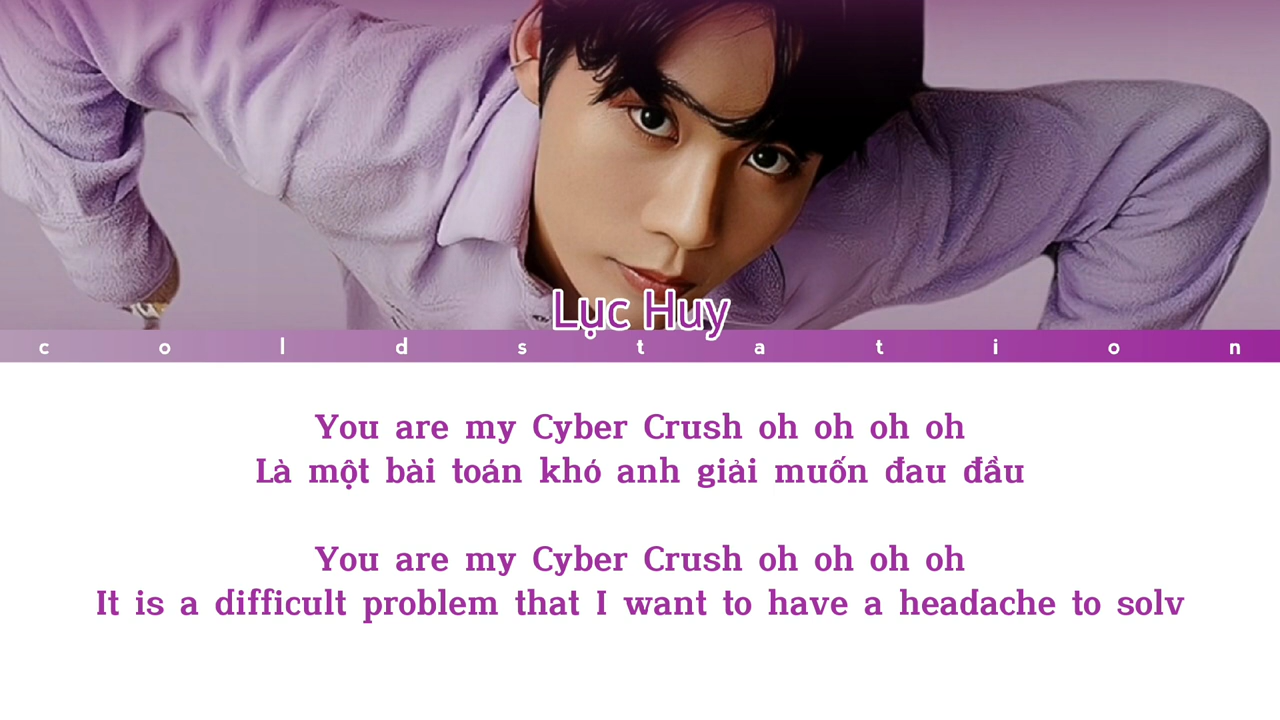 Lục Huy
coldstation
You are my Cyber Crush oh oh oh oh
Là một bài toán khó anh giải muốn đau đầu
You are my Cyber Crush oh oh oh oh
It is a difficult problem that I want to have a headache to solv